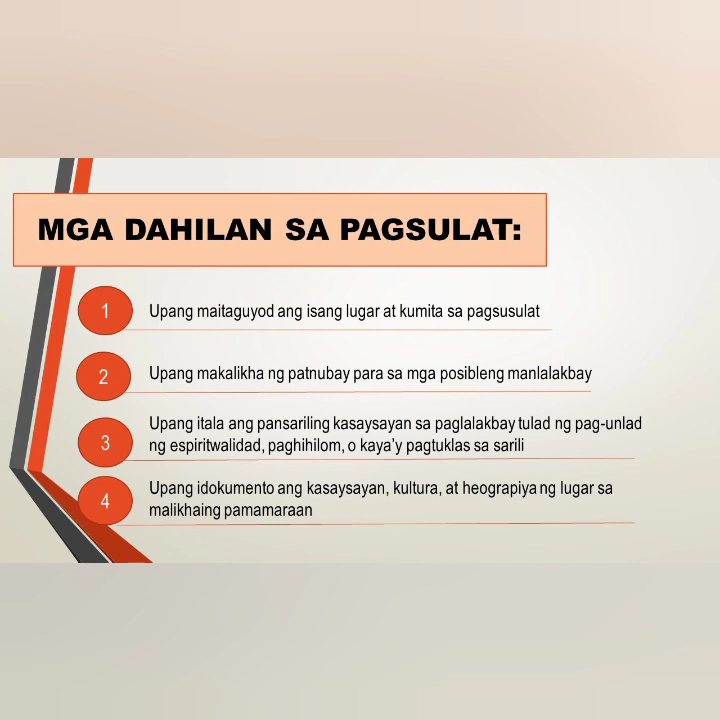 MGA DAHILAN SA PAGSULAT:
1 Upang maitaguyod ang isang lugar at kumita sa pagsusulat
2 Upang makalikha ng patnubay para sa mga posibleng manlalakbay
3 Upang itala ang pansariling kasaysayan sa paglalakbay tulad ng pag-unlad
ng espiritwalidad, paghihilom, o kaya'y pagtuklas sa sarili
4 Upang idokumento ang kasaysayan, kultura, at heograpiya ng lugar sa
malikhaing pamamaraan